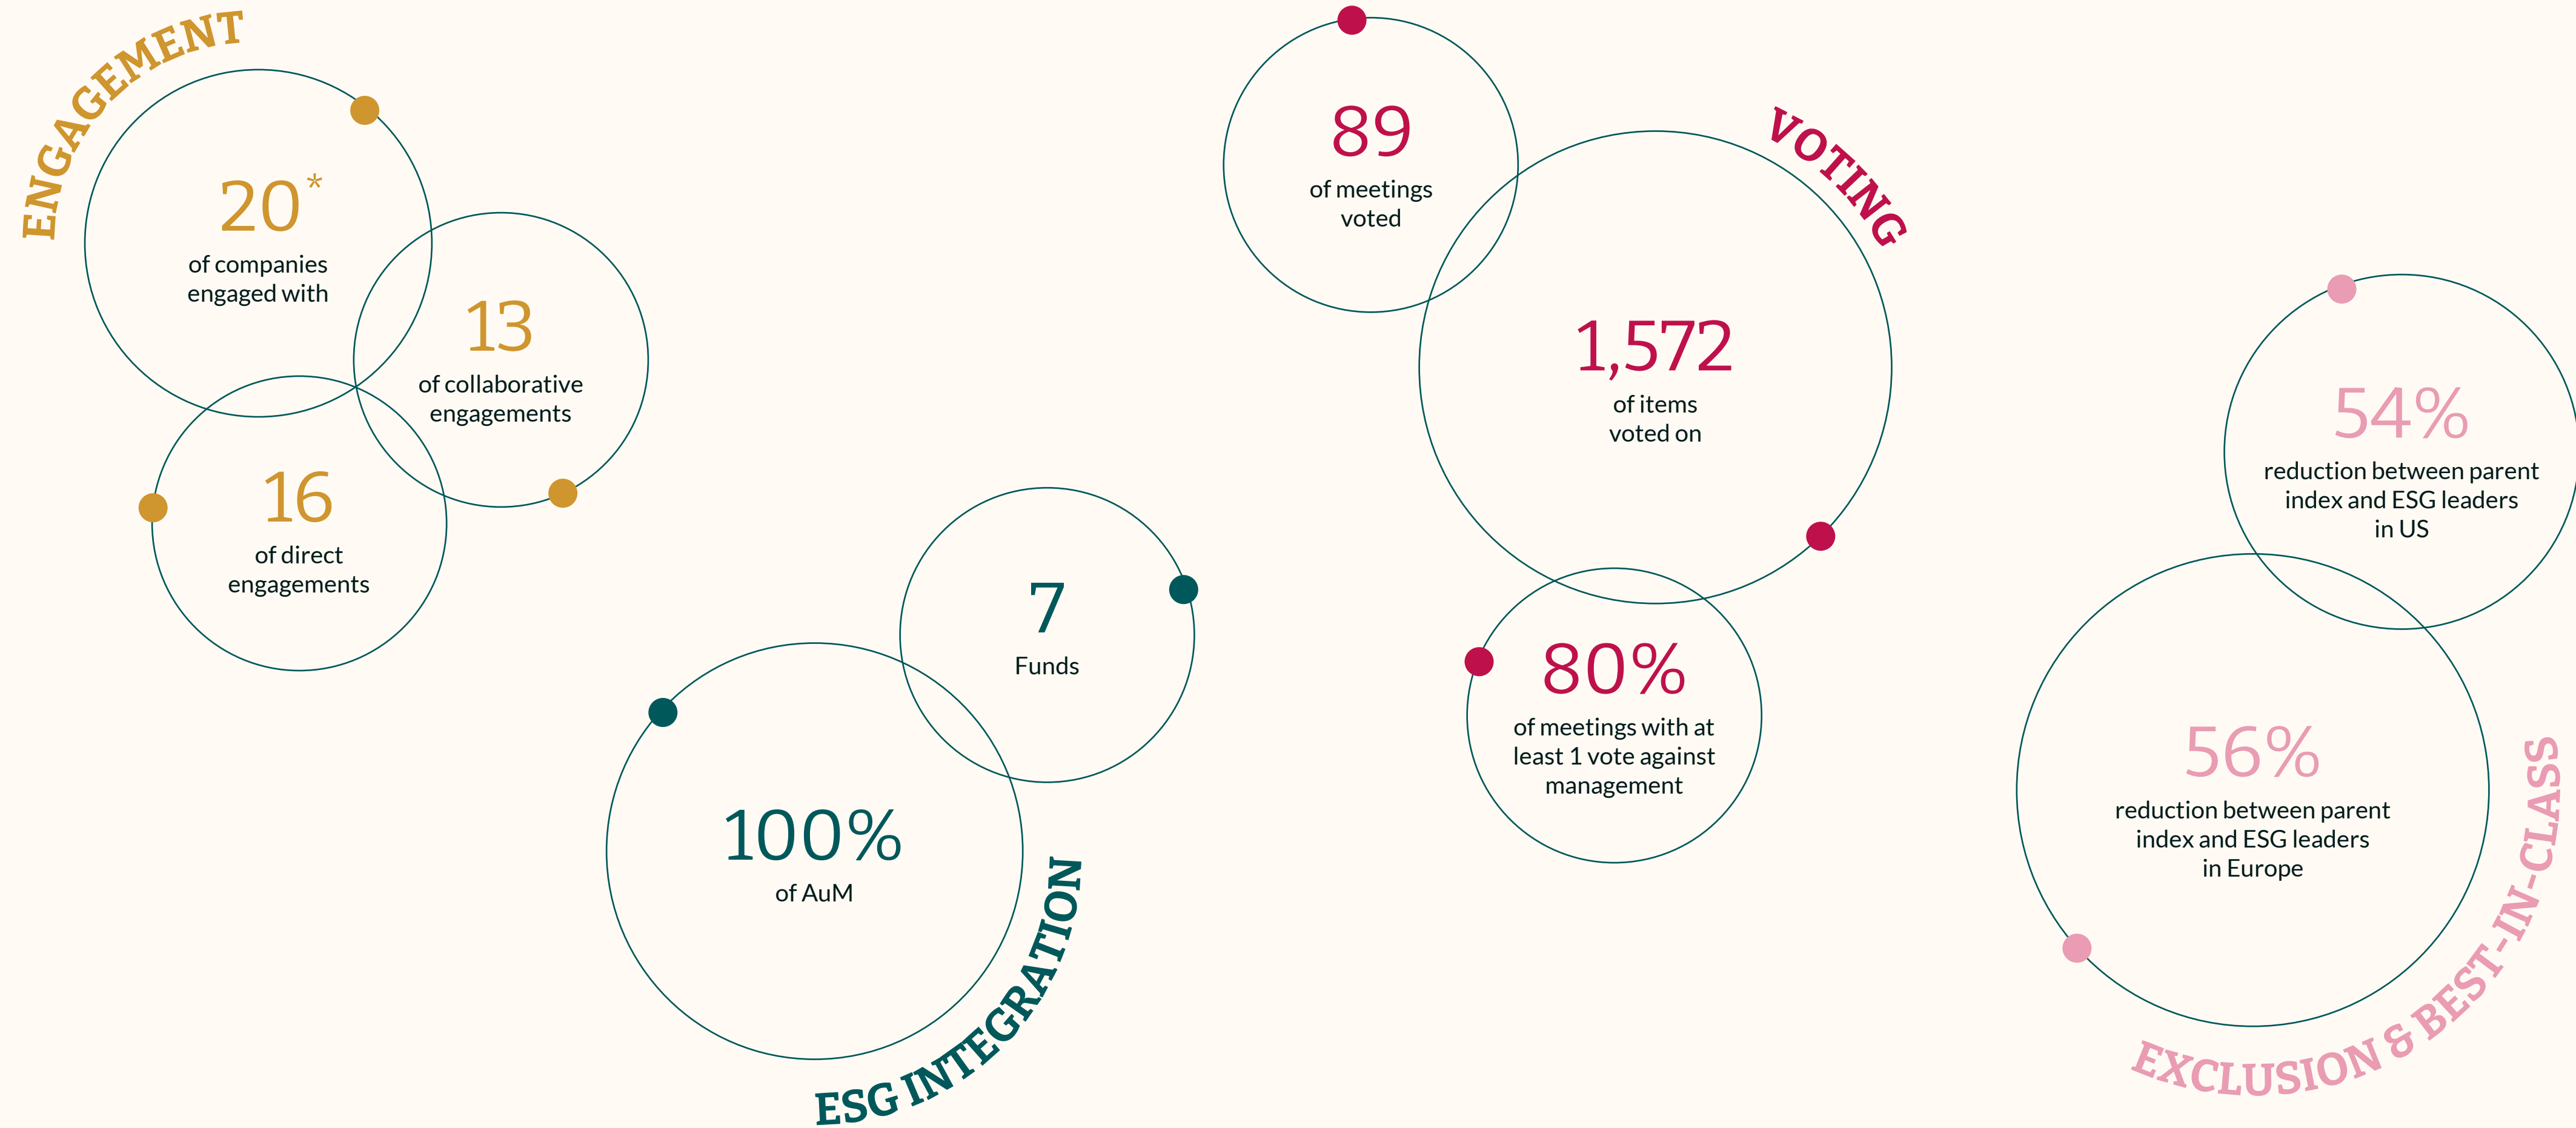 ENGAGEMENT
20*
of companies
engaged with
13
of collaborative
engagements
16
of direct
engagements
7
Funds
100%
of AuM
ESG INTEGRATION
89
of meetings
voted
VOTING
1,572
of items
voted on
80%
of meetings with at
least 1 vote against
management
54%
reduction between parent
index and ESG leaders
in US
56%
reduction between parent
index and ESG leaders
in Europe
EXCLUSION & BEST-IN-CLASS